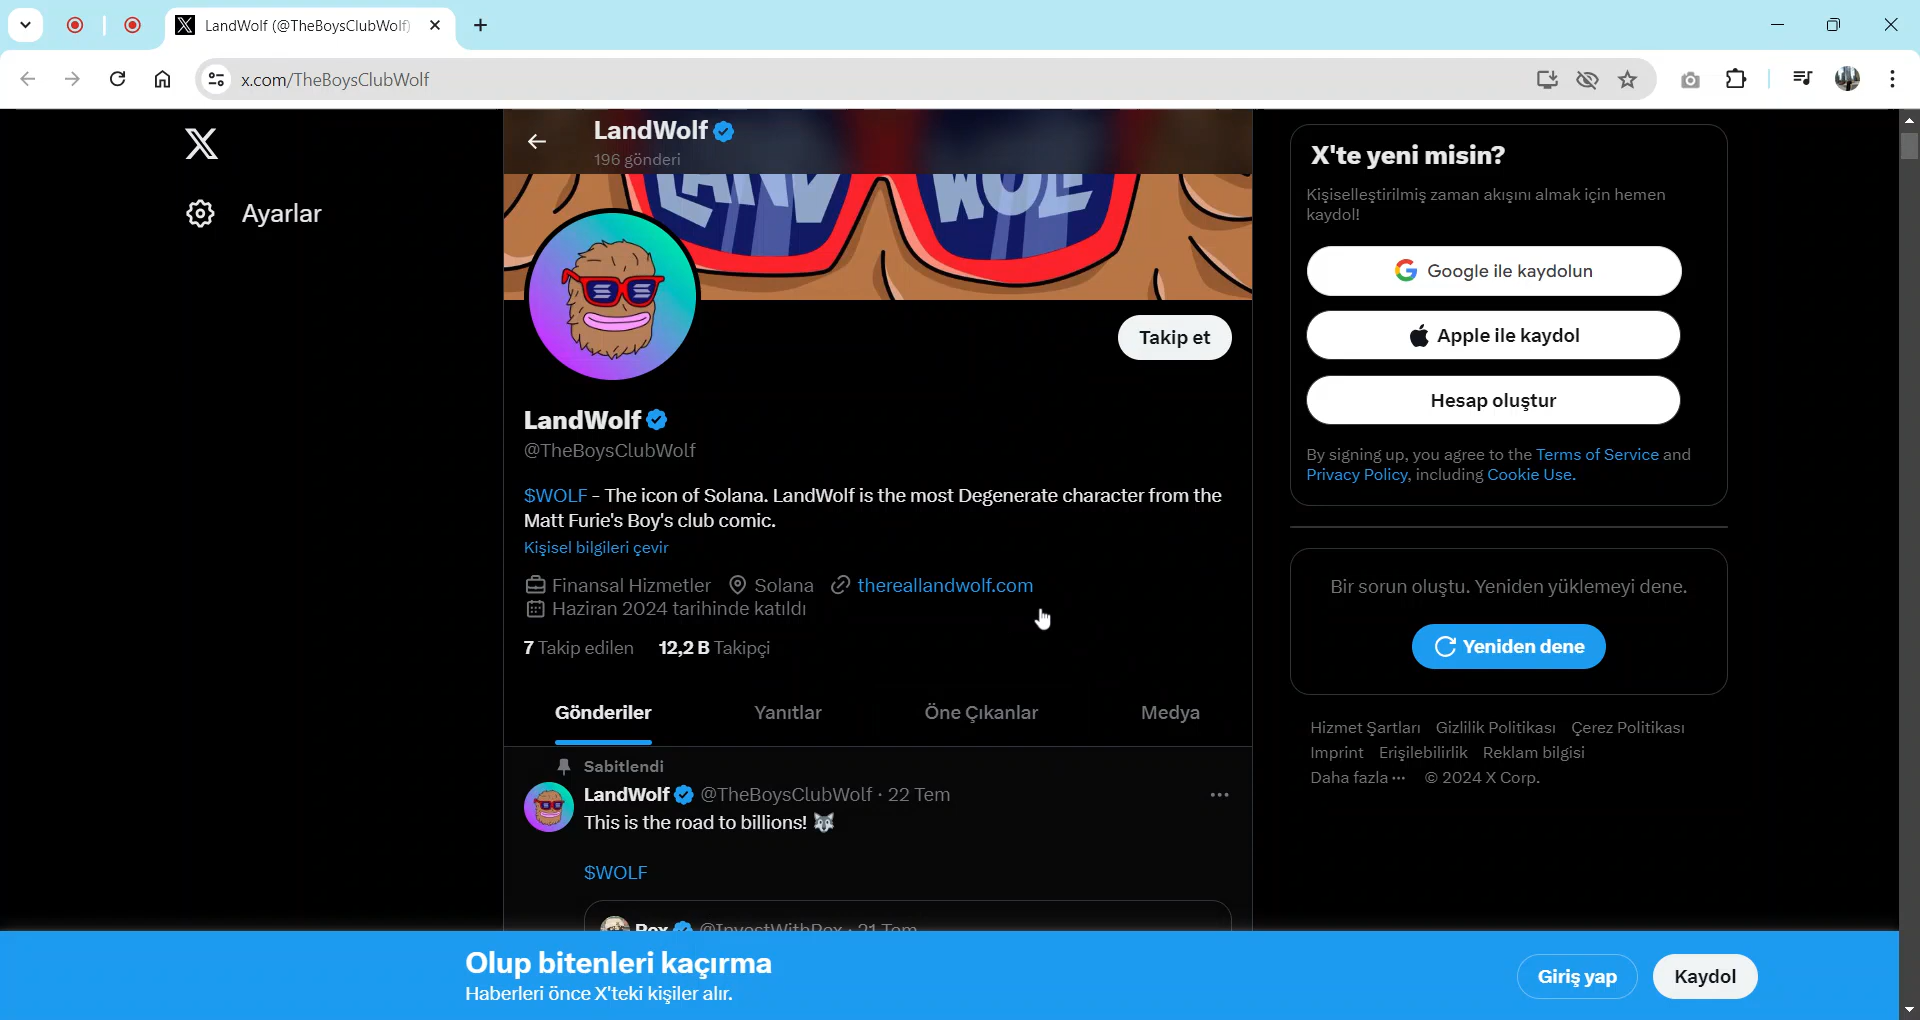 LandWolf (@TheBoysClubWolf)
x.com/TheBoysClubWolf
Ayarlar
LandWolf
196 gönderi
LAND WOLF
Takip et
LandWolf
@TheBoysClubWolf
$WOLF - The icon of Solana. LandWolf is the most Degenerate character from the
Matt Furie's Boy's club comic.
Kişisel bilgileri çevir
Finansal Hizmetler Solana thereallandwolf.com
Haziran 2024 tarihinde katıldı
7 Takip edilen 12,2 B Takipçi
Gönderiler Yanıtlar Öne Çıkanlar Medya
Sabitlendi
LandWolf @TheBoysClubWolf · 22 Tem
This is the road to billions!
$WOLF
Rex @InvestWithRex · 21 Tem
X'te yeni misin?
Kişiselleştirilmiş zaman akışını almak için hemen
kaydol!
Google ile kaydolun
Apple ile kaydol
Hesap oluştur
By signing up, you agree to the Terms of Service and
Privacy Policy, including Cookie Use.
Bir sorun oluştu. Yeniden yüklemeyi dene.
Yeniden dene
Hizmet Şartları Gizlilik Politikası Çerez Politikası
Imprint Erişilebilirlik Reklam bilgisi
Daha fazla ··· © 2024 X Corp.
Olup bitenleri kaçırma
Haberleri önce X'teki kişiler alır.
Giriş yap Kaydol